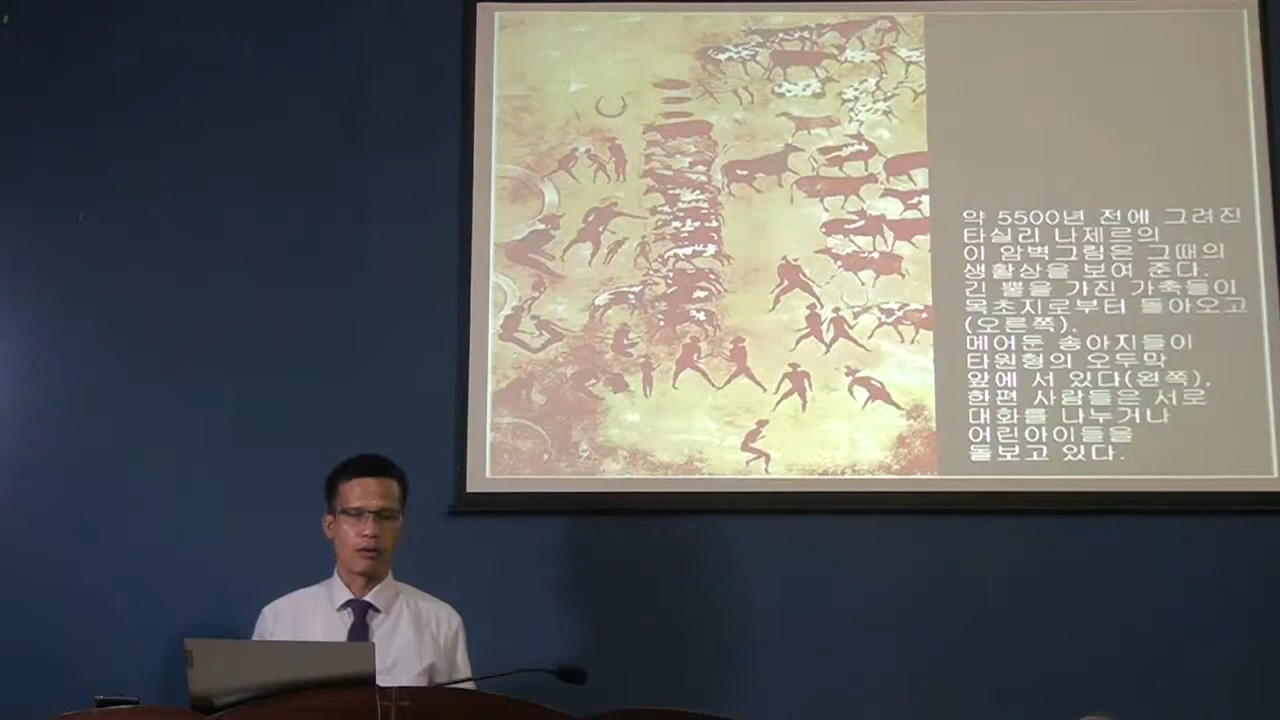 약 5500년 전에 그려진
타실리 나제르의
이 암벽그림은 그때의
생활상을 보여 준다.
긴 뿔을 가진 가축들이
목초지로부터 돌아오고
(오른쪽).
메어둔 송아지들이
타원형의 오두막
앞에 서 있다(왼쪽).
한편 사람들은 서로
대화를 나누거나
어린아이들을
돌보고 있다.